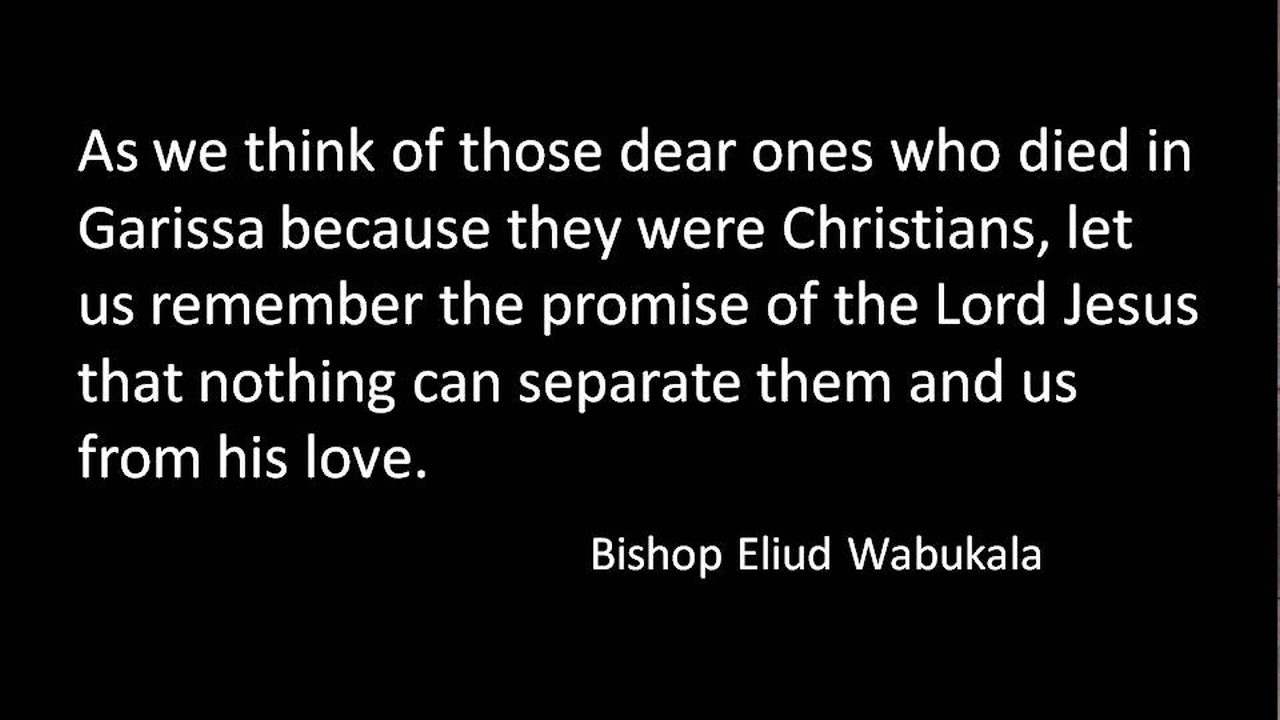 As we think of those dear ones who died in
Garissa because they were Christians, let
us remember the promise of the Lord Jesus
that nothing can separate them and us
from his love.
Bishop Eliud Wabukala